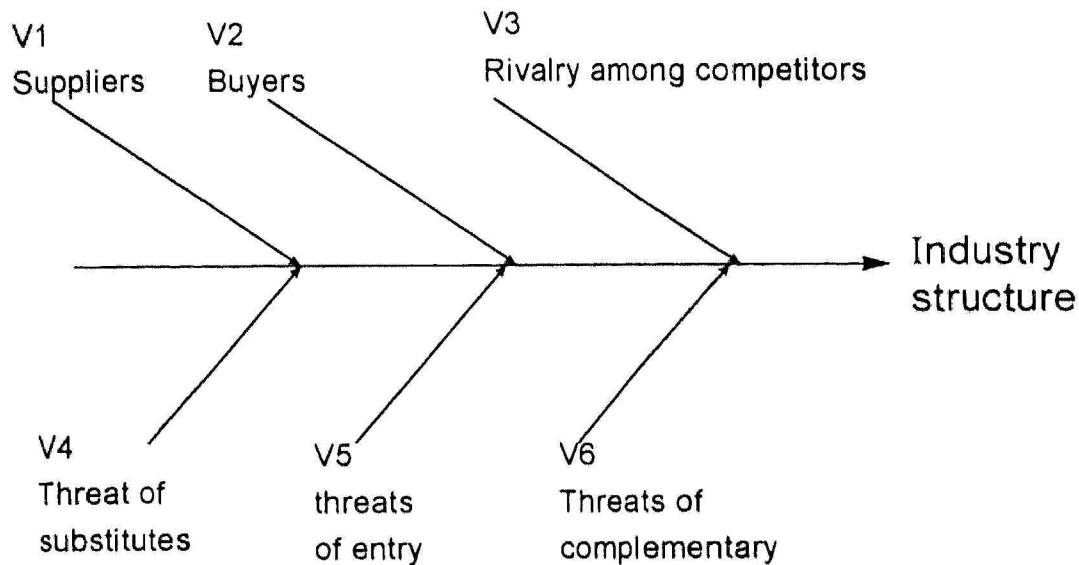 V1
Suppliers
V2
Buyers
V3
Rivalry among competitors
Industry
structure
V4
Threat of
substitutes
V5
threats
of entry
V6
Threats of
complementary